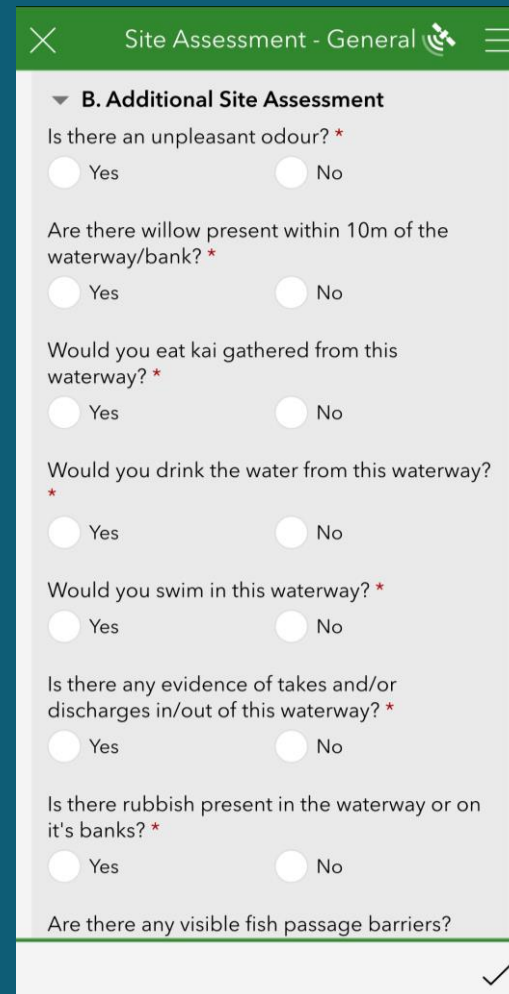 Site Assessment - General
B. Additional Site Assessment
Is there an unpleasant odour? *
Yes No
Are there willow present within 10m of the
waterway/bank? *
Yes No
Would you eat kai gathered from this
waterway? *
Yes No
Would you drink the water from this waterway?
*
Yes No
Would you swim in this waterway? *
Yes No
Is there any evidence of takes and/or
discharges in/out of this waterway? *
Yes No
Is there rubbish present in the waterway or on
it's banks? *
Yes No
Are there any visible fish passage barriers?